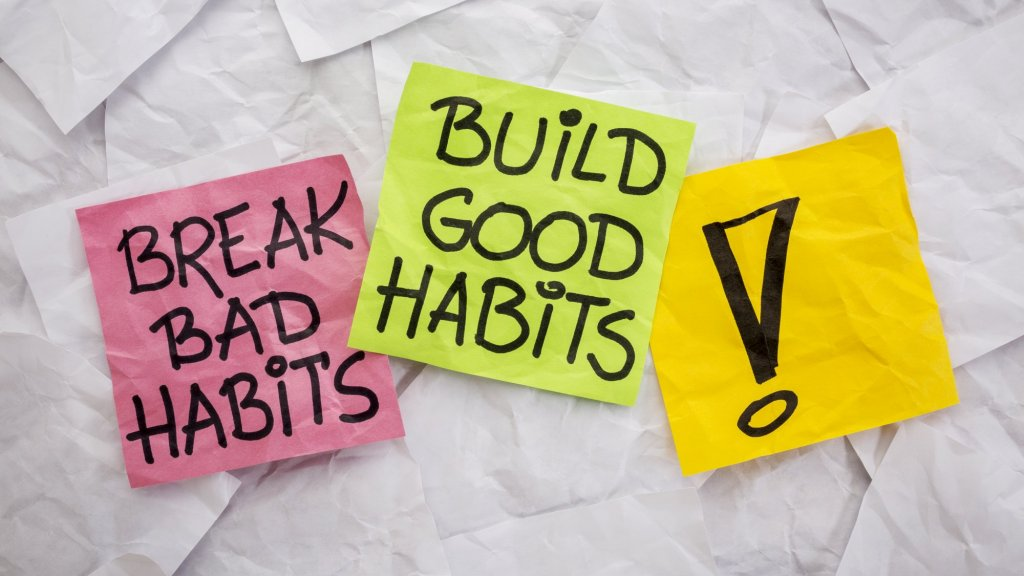 BREAK
BAD
HABiTS
BUiLD
GOOD
HABiTS
!